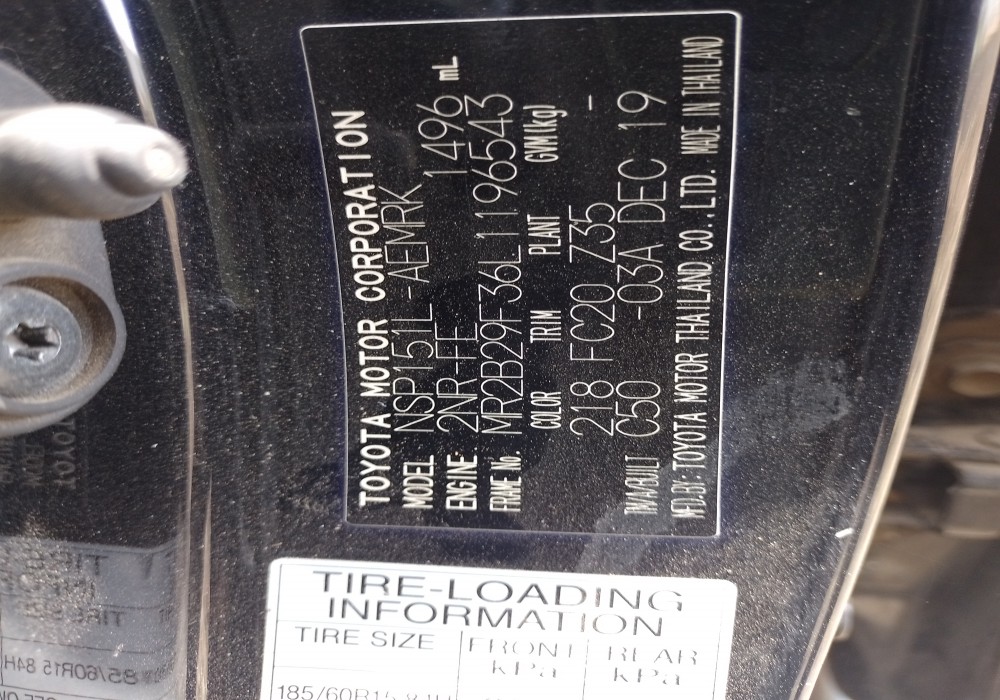 TOYOTA MOTOR CORPORATION
MODEL NSP151L-AEMRK
ENGINE 2NR-FE 1496 mL
FRAME No. MR2B29F36L1196543
COLOR TRIM PLANT GVM(kg)
218 FC20 Z35 -
TMA/BUILT C50 -03A DEC 19
MFD.BY: TOYOTA MOTOR THAILAND CO.,LTD. MADE IN THAILAND
TIRE-LOADING
INFORMATION
TIRE SIZE FRONT kPa REAR kPa
185/60R15 84H